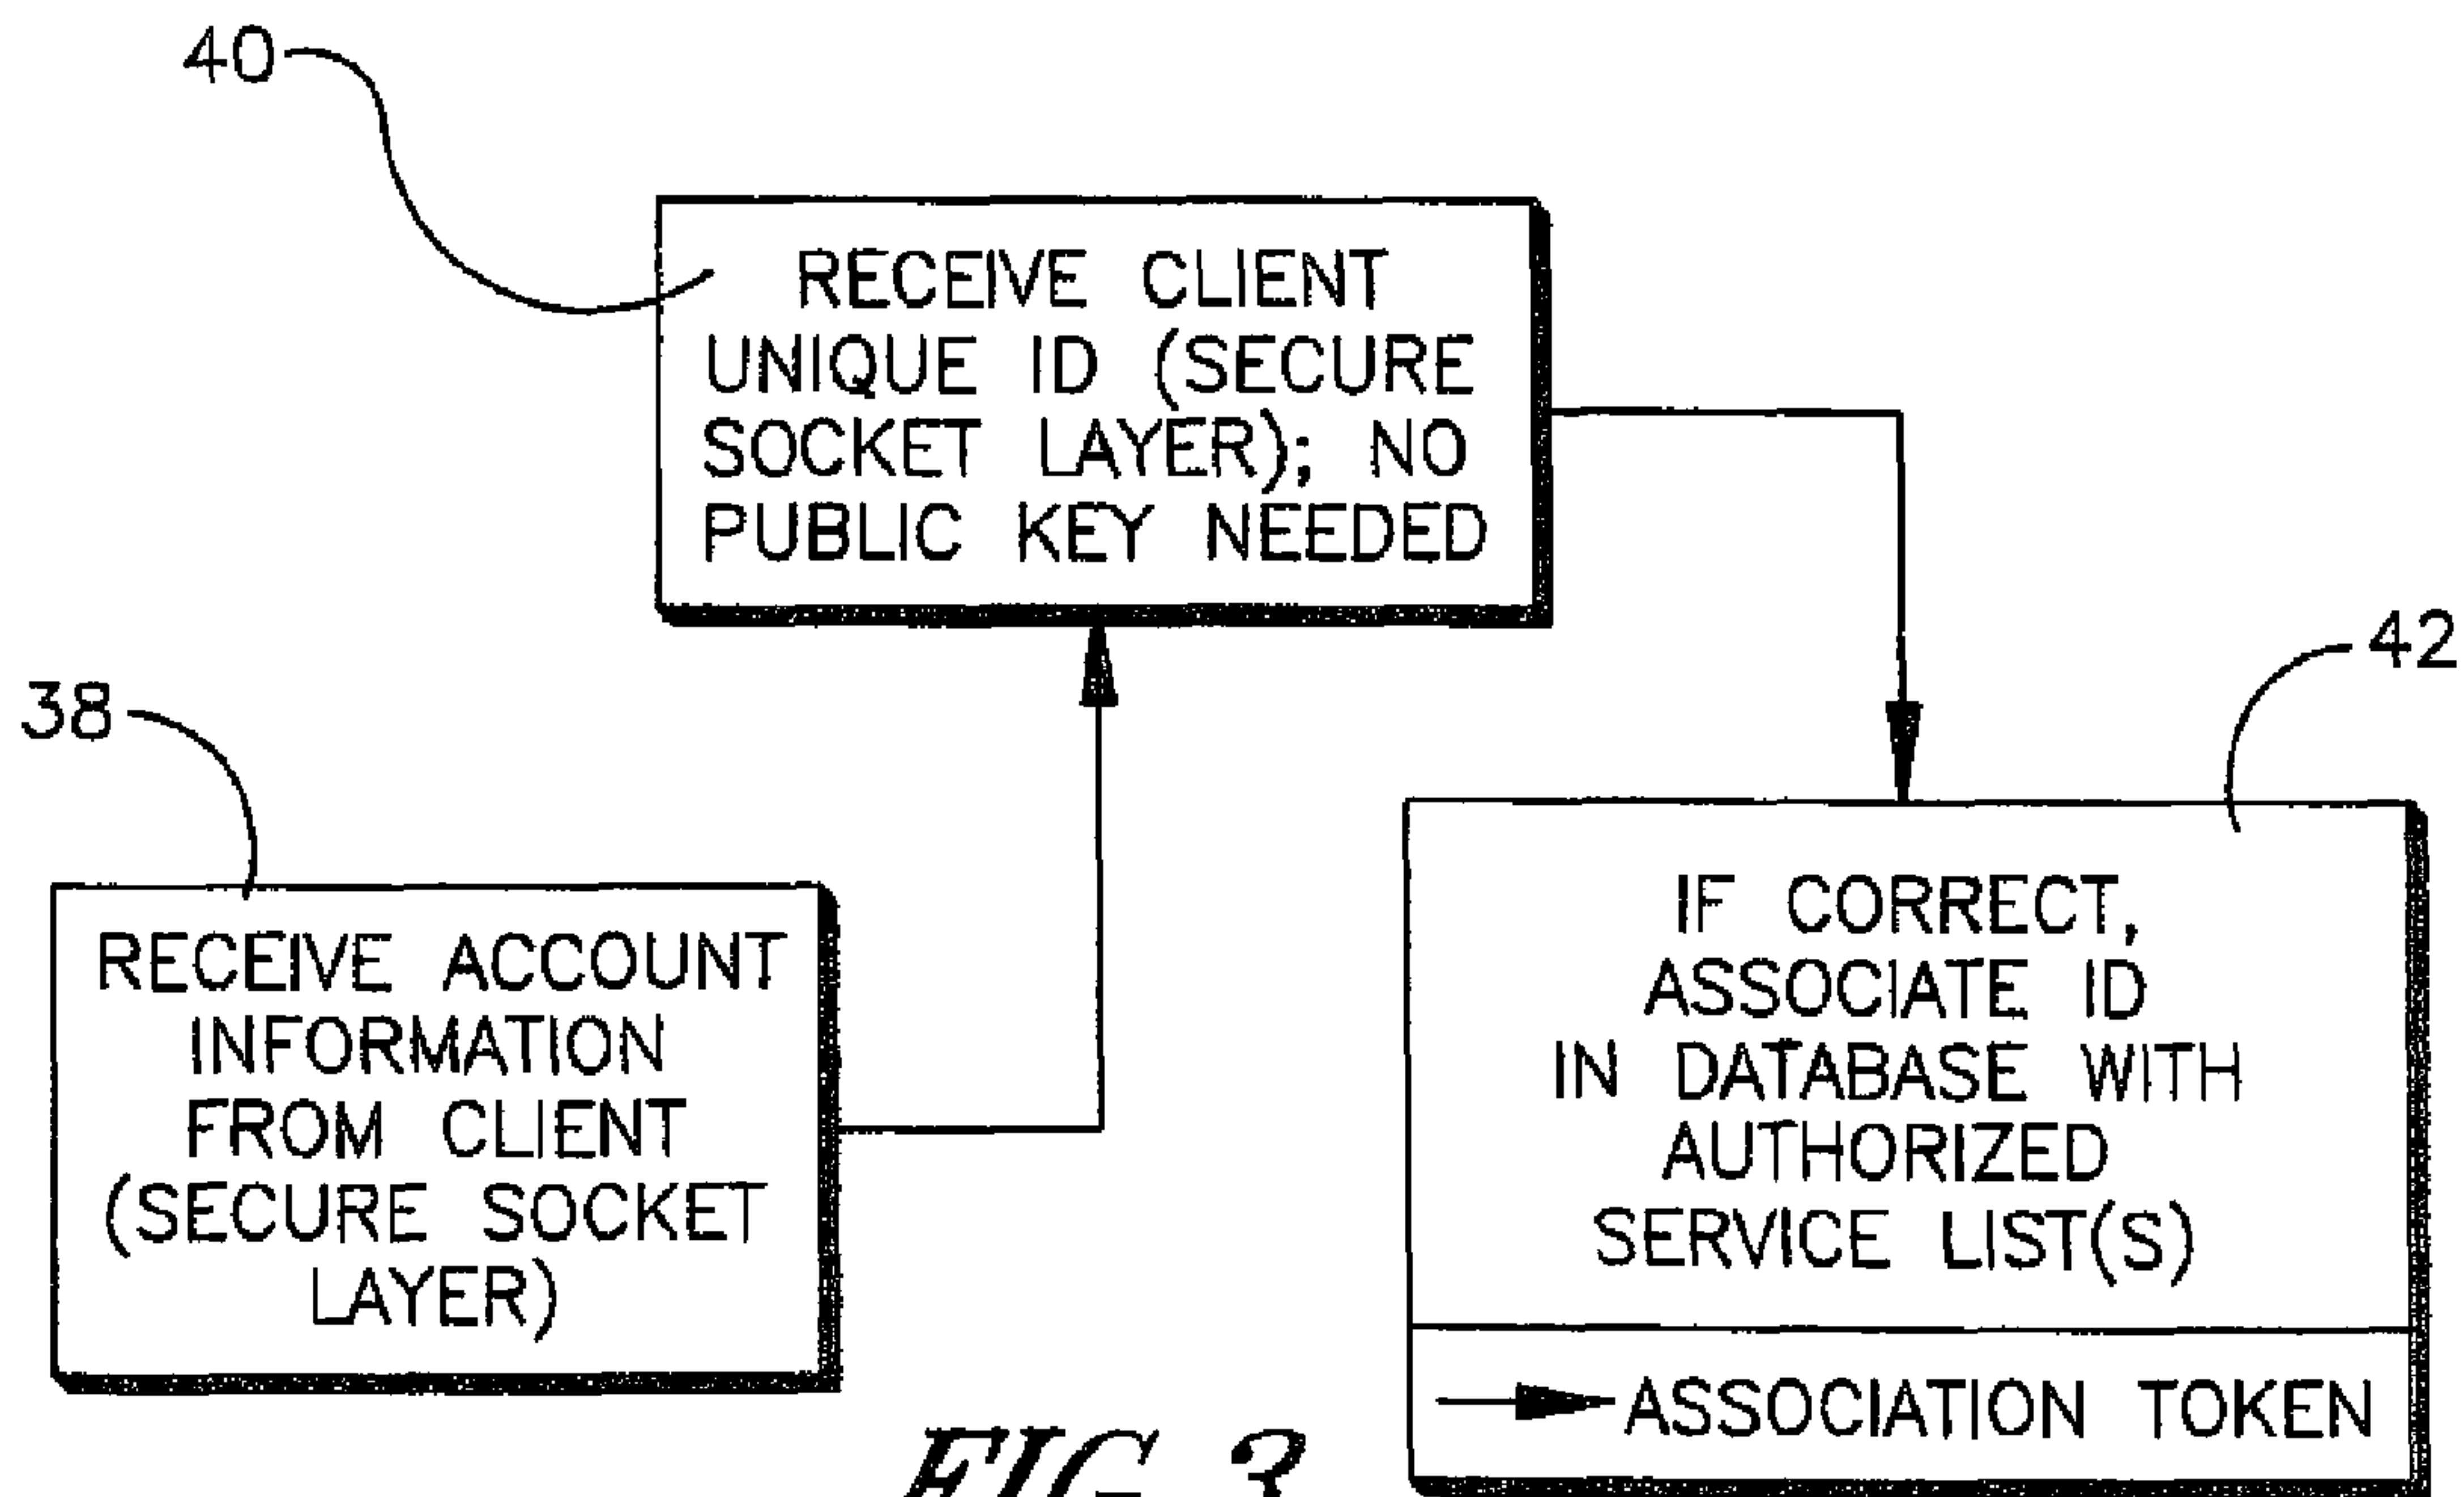 40
RECEIVE CLIENT
UNIQUE ID (SECURE
SOCKET LAYER); NO
PUBLIC KEY NEEDED
42
38
RECEIVE ACCOUNT
INFORMATION
FROM CLIENT
(SECURE SOCKET
LAYER)
IF CORRECT,
ASSOCIATE ID
IN DATABASE WITH
AUTHORIZED
SERVICE LIST(S)
ASSOCIATION TOKEN
FIG. 3